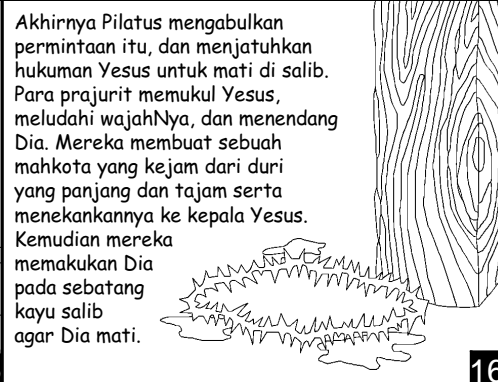 Akhirnya Pilatus mengabulkan
permintaan itu, dan menjatuhkan
hukuman Yesus untuk mati di salib.
Para prajurit memukul Yesus,
meludahi wajahNya, dan menendang
Dia. Mereka membuat sebuah
mahkota yang kejam dari duri
yang panjang dan tajam serta
menekankannya ke kepala Yesus.
Kemudian mereka
memakukan Dia
pada sebatang
kayu salib
agar Dia mati.
16